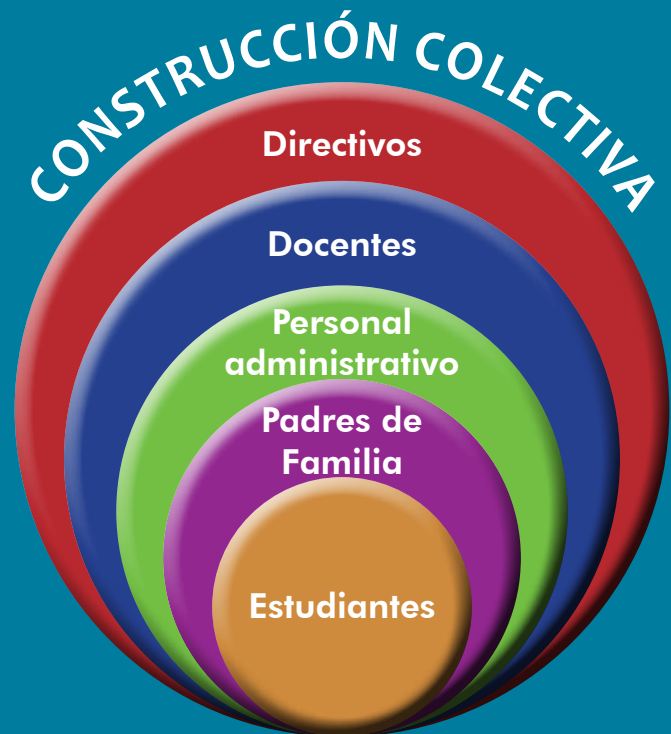 CONSTRUCCIÓN COLECTIVA
Directivos
Docentes
Personal
administrativo
Padres de
Familia
Estudiantes